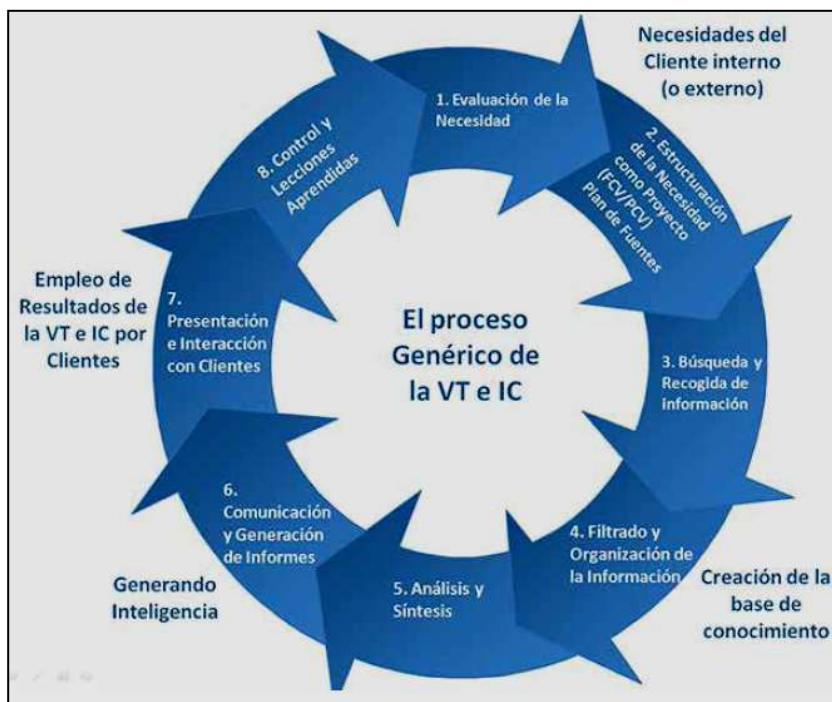 Necesidades del
Cliente interno
(o externo)
1. Evaluación de la
Necesidad
2. Estructuración
de la Necesidad
como Proyecto
(FCV/PCV)
Plan de Fuentes
3. Búsqueda y
Recogida de
Información
4. Filtrado y
Organización de
la Información
Creación de la
base de
conocimiento
5. Análisis y
Síntesis
6.
Comunicación
y Generación
de Informes
Generando
Inteligencia
7.
Presentación
e Interacción
con Clientes
Empleo de
Resultados de
la VT e IC por
Clientes
8. Control y
Lecciones
Aprendidas
El proceso
Genérico de
la VT e IC